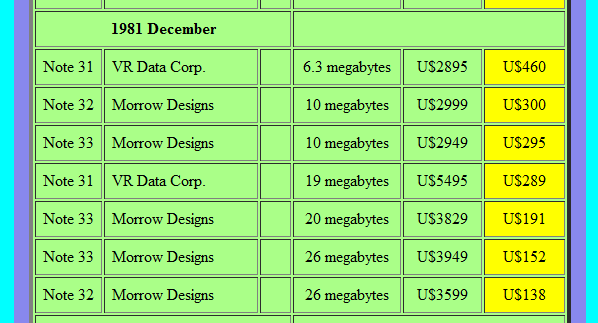 1981 December
Note 31 VR Data Corp. 6.3 megabytes U$2895 U$460
Note 32 Morrow Designs 10 megabytes U$2999 U$300
Note 33 Morrow Designs 10 megabytes U$2949 U$295
Note 31 VR Data Corp. 19 megabytes U$5495 U$289
Note 33 Morrow Designs 20 megabytes U$3829 U$191
Note 33 Morrow Designs 26 megabytes U$3949 U$152
Note 32 Morrow Designs 26 megabytes U$3599 U$138